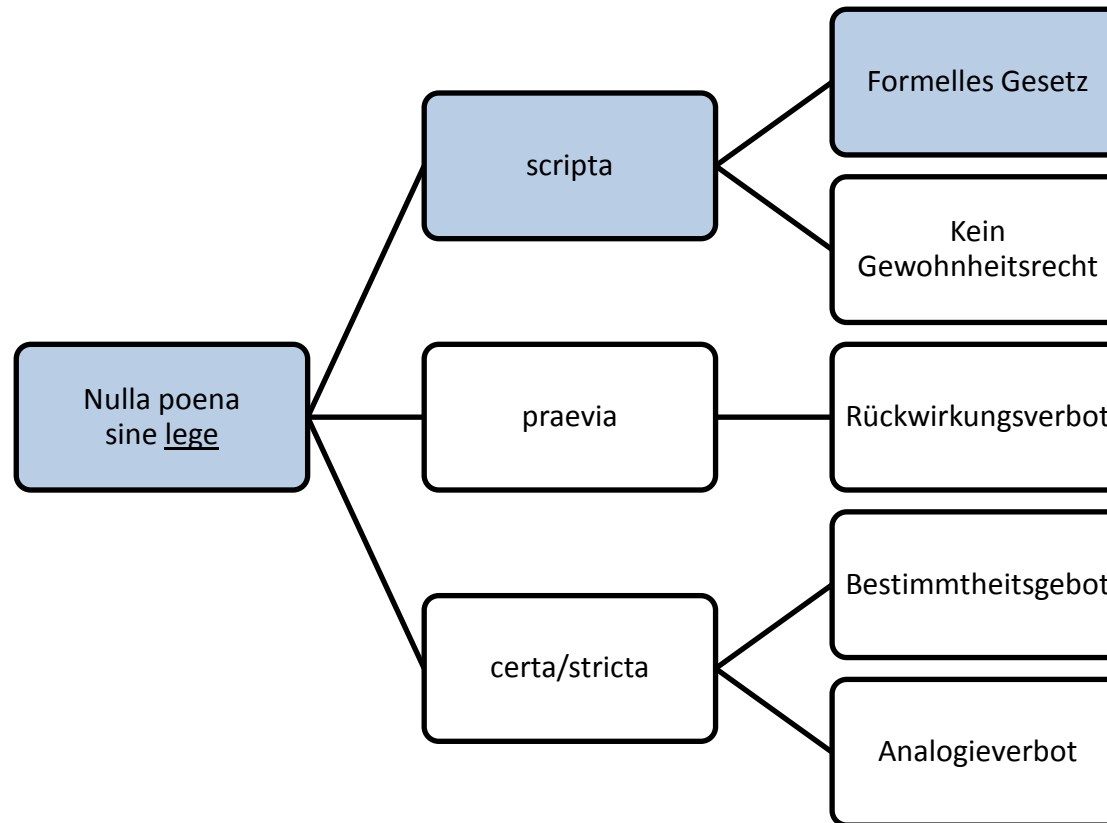 Formelles Gesetz
scripta
Kein
Gewohnheitsrecht
Nulla poena
sine lege
praevia
Rückwirkungsverbot
Bestimmtheitsgebot
certa/stricta
Analogieverbot